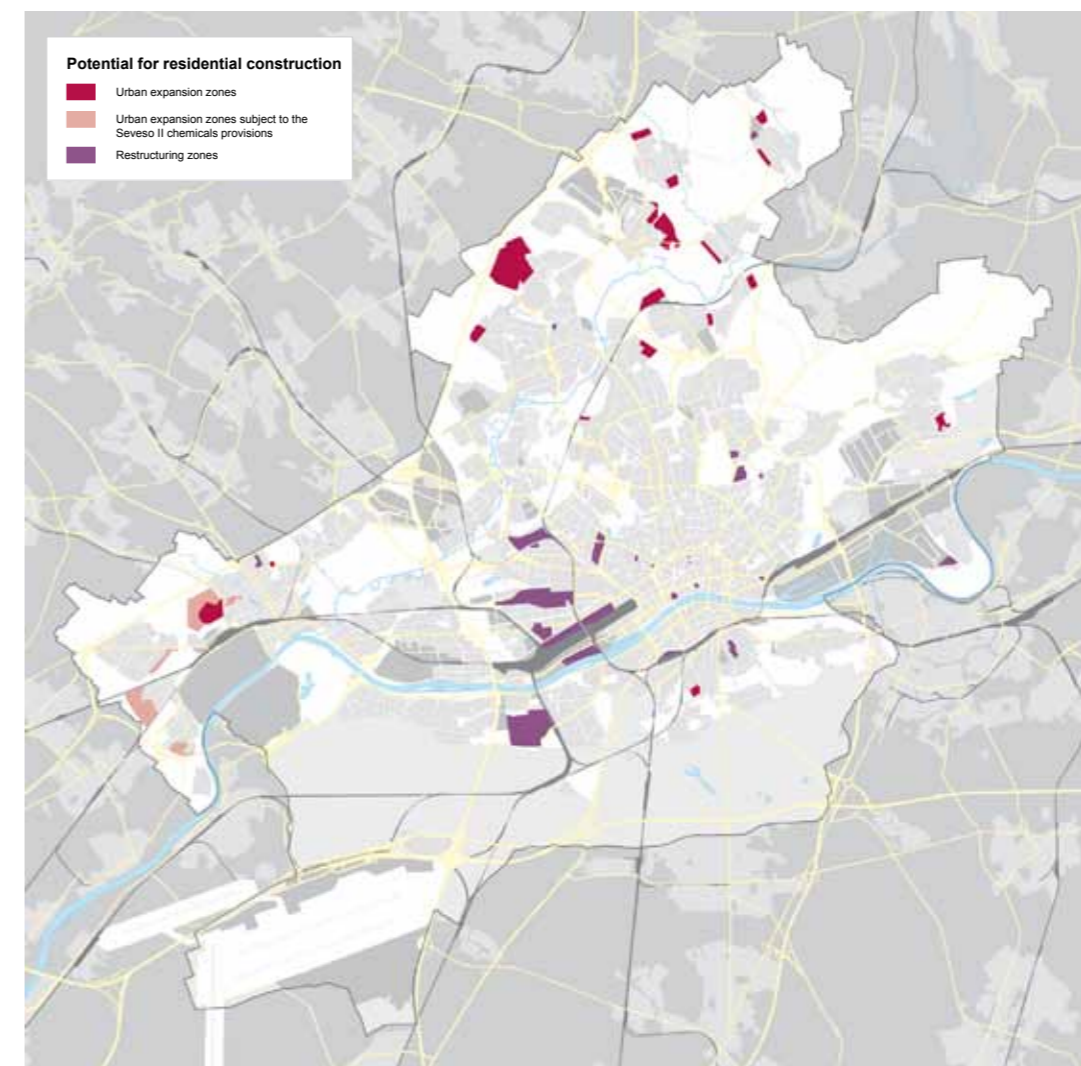 Potential for residential construction
Urban expansion zones
Urban expansion zones subject to the
Seveso II chemicals provisions
Restructuring zones